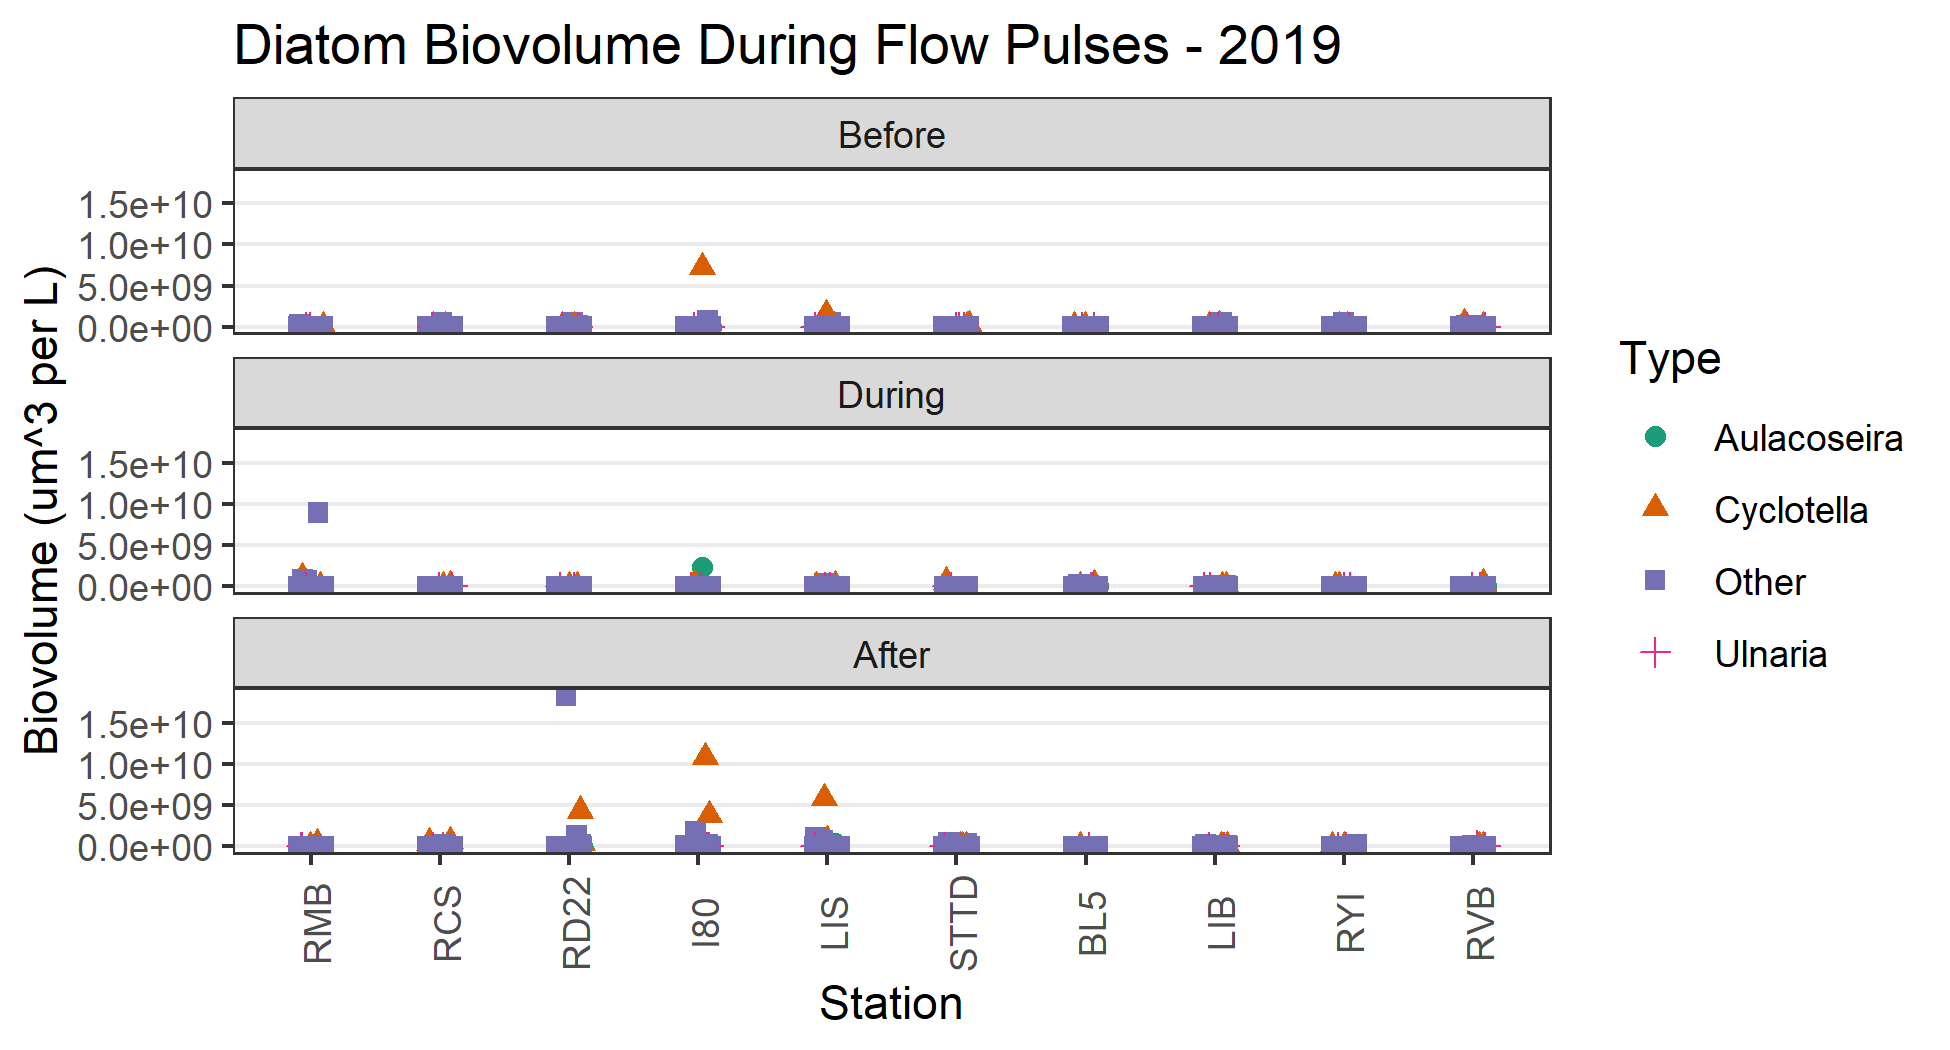 Diatom Biovolume During Flow Pulses - 2019
Before
1.5e+10
1.0e+10
5.0e+09
0.0e+00
During
1.5e+10
1.0e+10
5.0e+09
0.0e+00
After
1.5e+10
1.0e+10
5.0e+09
0.0e+00
Biovolume (um^3 per L)
RMB
RCS
RD22
I80
LIS
STTD
BL5
LIB
RYI
RVB
Station
Type
Aulacoseira
Cyclotella
Other
Ulnaria